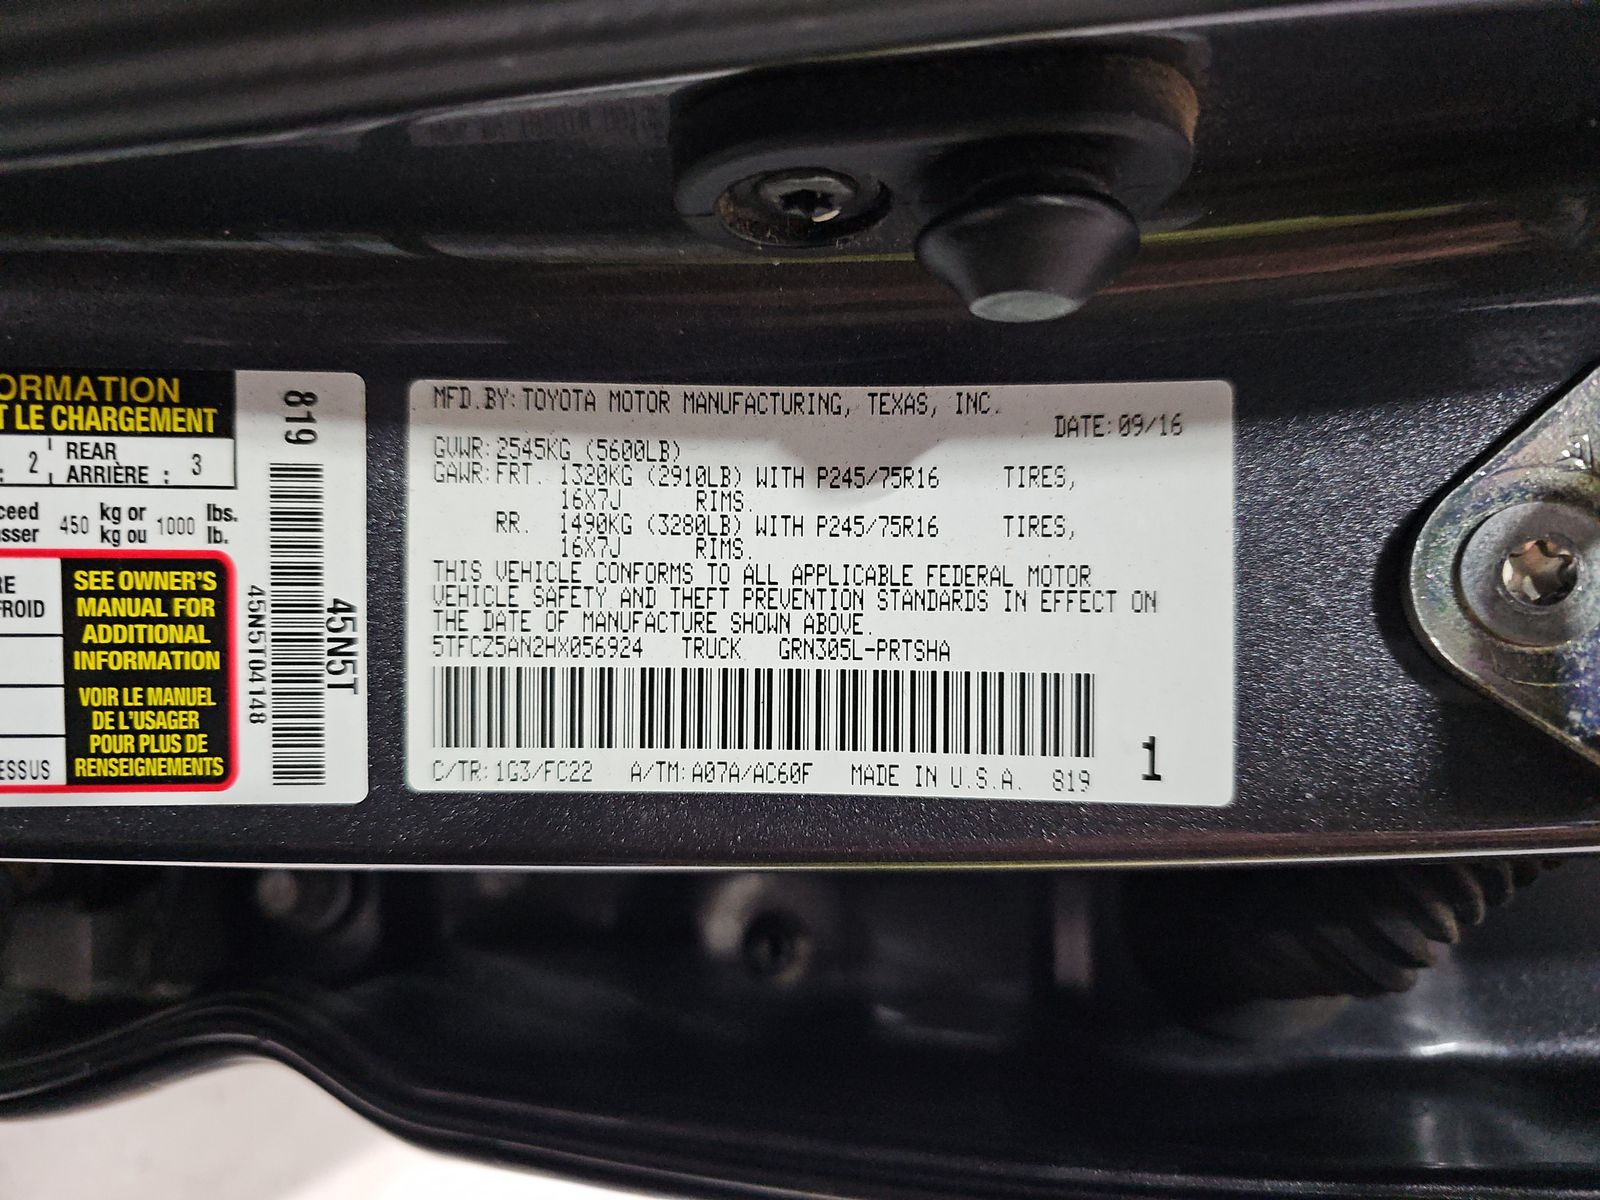 ORMATION
T LE CHARGEMENT
: 2 REAR
ARRIÈRE : 3
ceed 450 kg or 1000 lbs.
sser kg ou lb.
RE
FROID
SEE OWNER'S
MANUAL FOR
ADDITIONAL
INFORMATION
VOIR LE MANUEL
DE L'USAGER
POUR PLUS DE
RENSEIGNEMENTS
ESSUS
819
45N5T04148
45N5T
MFD.BY:TOYOTA MOTOR MANUFACTURING, TEXAS, INC.
DATE:09/16
GVWR:2545KG (5600LB)
GAWR:FRT. 1320KG (2910LB) WITH P245/75R16 TIRES,
16X7J RIMS.
RR. 1490KG (3280LB) WITH P245/75R16 TIRES,
16X7J RIMS.
THIS VEHICLE CONFORMS TO ALL APPLICABLE FEDERAL MOTOR
VEHICLE SAFETY AND THEFT PREVENTION STANDARDS IN EFFECT ON
THE DATE OF MANUFACTURE SHOWN ABOVE.
5TFCZ5AN2HX056924 TRUCK GRN305L-PRTSHA
C/TR:1G3/FC22 A/TM:A07A/AC60F MADE IN U.S.A. 819
1